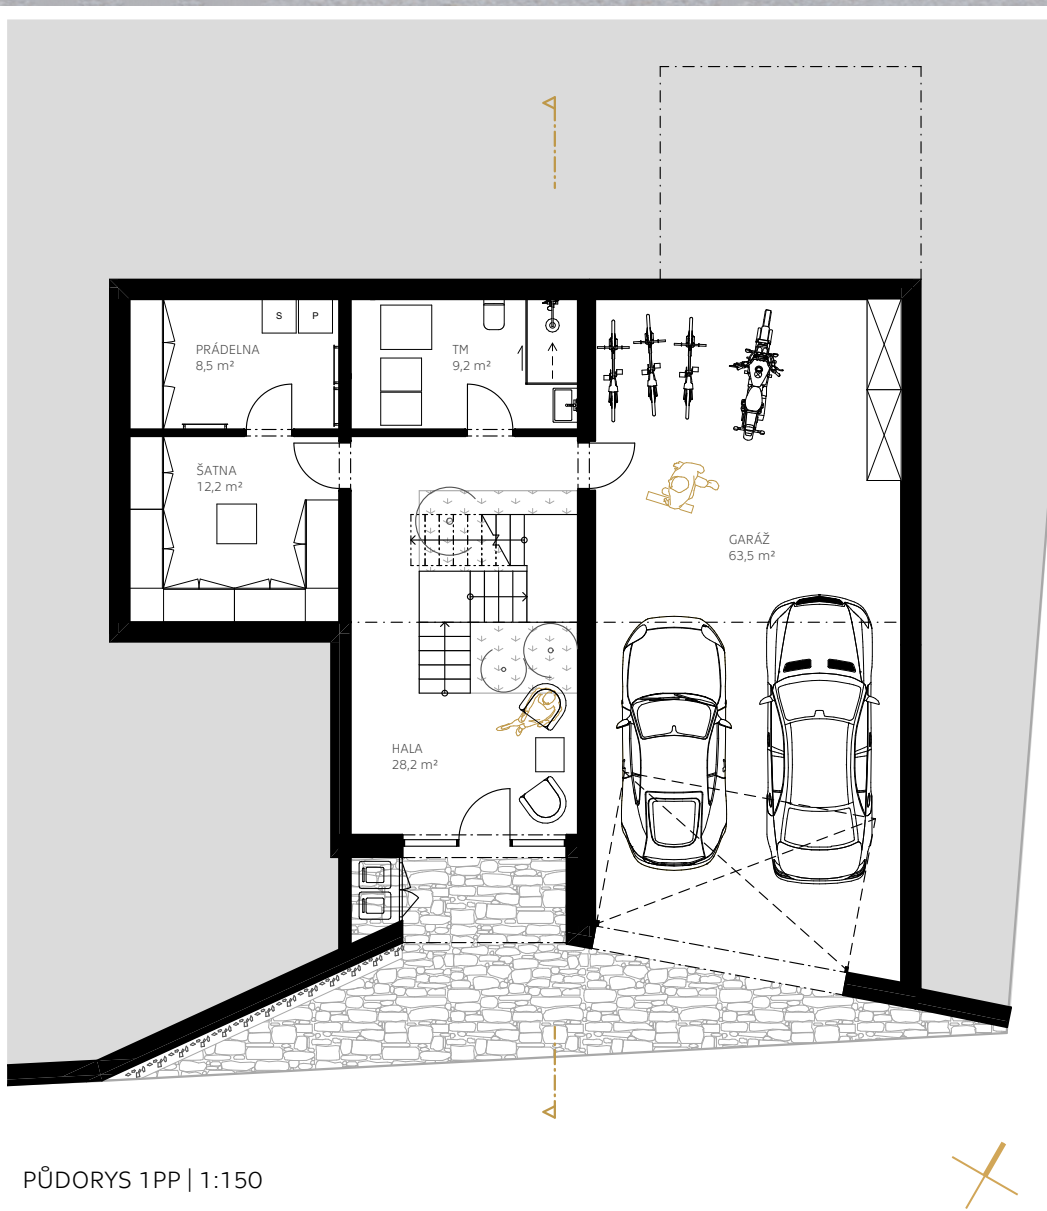 S
P
PRÁDELNA
8,5 m²
TM
9,2 m²
ŠATNA
12,2 m²
GARÁŽ
63,5 m²
HALA
28,2 m²
PŮDORYS 1PP | 1:150